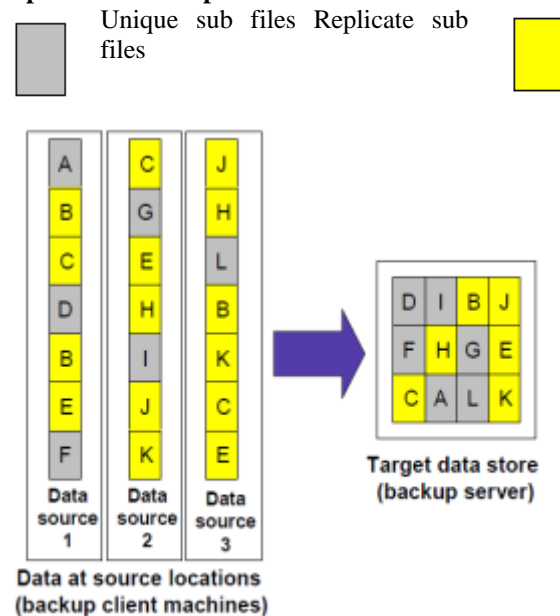 Unique sub files Replicate sub
files
A
B
C
D
B
E
F
Data
source
1
C
G
E
H
I
J
K
Data
source
2
J
H
L
B
K
C
E
Data
source
3
Data at source locations
(backup client machines)
D I B J
F H G E
C A L K
Target data store
(backup server)